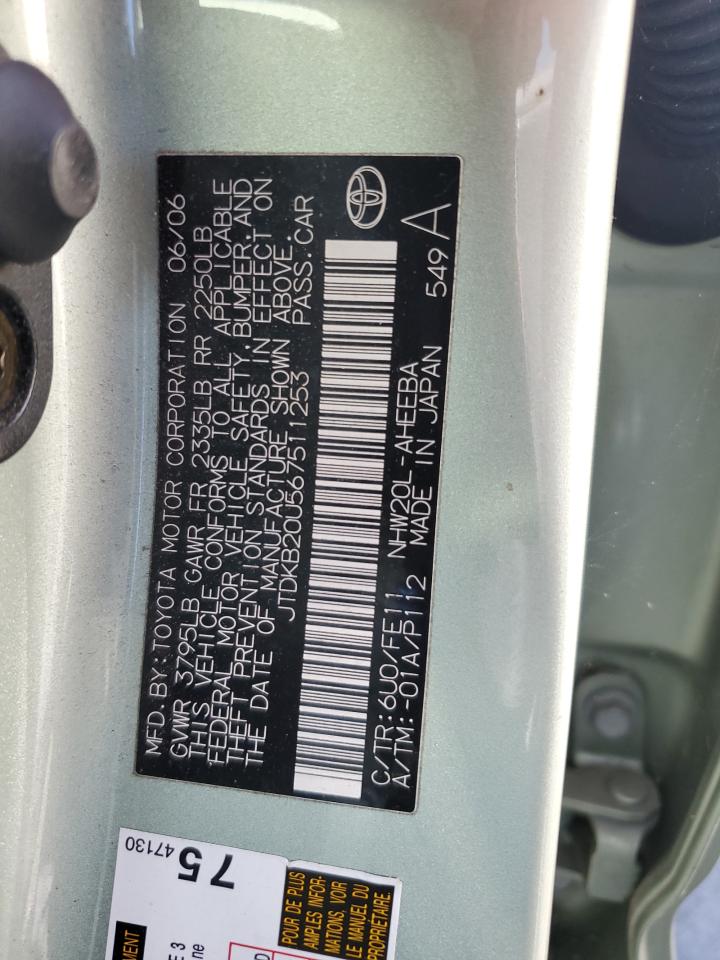 MFD. BY: TOYOTA MOTOR CORPORATION 06/06
GVWR 3795LB GAWR FR 2335LB RR 2250LB
THIS VEHICLE CONFORMS TO ALL APPLICABLE
FEDERAL MOTOR VEHICLE SAFETY, BUMPER, AND
THEFT PREVENTION STANDARDS IN EFFECT ON
THE DATE OF MANUFACTURE SHOWN ABOVE.
JTDKB20U567511253 PASS. CAR
C/TR: 6U0/FE11 NHW20L-AHEEBA 549
A/TM: -01A/P112 MADE IN JAPAN A
75
47130
POUR DE PLUS
AMPLES INFOR-
MATIONS, VOIR
LE MANUEL DU
PROPRIÉTAIRE.